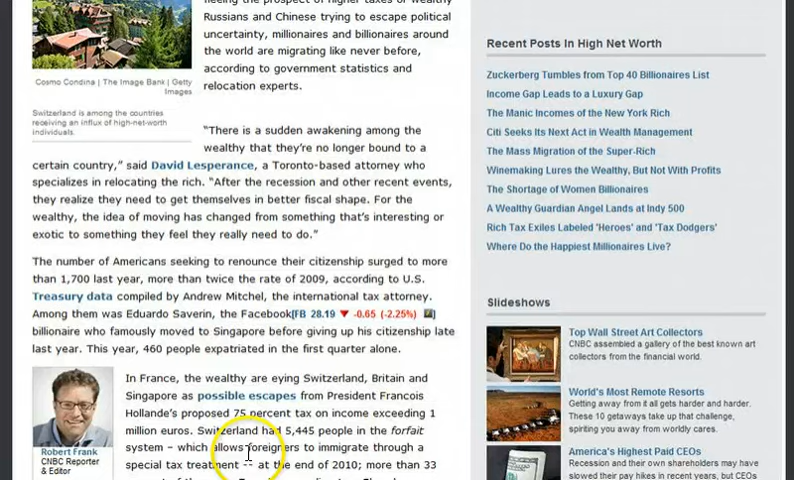 fleeing the prospect of higher taxes or wealthy
Russians and Chinese trying to escape political
uncertainty, millionaires and billionaires around
the world are migrating like never before,
according to government statistics and
relocation experts.
Cosmo Condina | The Image Bank | Getty
Images
Switzerland is among the countries
receiving an influx of high-net-worth
individuals.
“There is a sudden awakening among the
wealthy that they’re no longer bound to a
certain country,” said David Lesperance, a Toronto-based attorney who
specializes in relocating the rich. “After the recession and other recent events,
they realize they need to get themselves in better fiscal shape. For the
wealthy, the idea of moving has changed from something that’s interesting or
exotic to something they feel they really need to do.”
The number of Americans seeking to renounce their citizenship surged to more
than 1,700 last year, more than twice the rate of 2009, according to U.S.
Treasury data compiled by Andrew Mitchel, the international tax attorney.
Among them was Eduardo Saverin, the Facebook[FB 28.19 ▼ -0.65 (-2.25%) ]
billionaire who famously moved to Singapore before giving up his citizenship late
last year. This year, 460 people expatriated in the first quarter alone.
In France, the wealthy are eying Switzerland, Britain and
Singapore as possible escapes from President Francois
Hollande’s proposed 75 percent tax on income exceeding 1
million euros. Switzerland had 5,445 people in the forfait
system – which allows foreigners to immigrate through a
special tax treatment -- at the end of 2010; more than 33
Robert Frank
CNBC Reporter
& Editor
Recent Posts In High Net Worth
Zuckerberg Tumbles from Top 40 Billionaires List
Income Gap Leads to a Luxury Gap
The Manic Incomes of the New York Rich
Citi Seeks Its Next Act in Wealth Management
The Mass Migration of the Super-Rich
Winemaking Lures the Wealthy, But Not With Profits
The Shortage of Women Billionaires
A Wealthy Guardian Angel Lands at Indy 500
Rich Tax Exiles Labeled 'Heroes' and 'Tax Dodgers'
Where Do the Happiest Millionaires Live?
Slideshows
Top Wall Street Art Collectors
CNBC assembled a gallery of the best known art
collectors from the financial world.
World's Most Remote Resorts
Getting away from it all gets harder and harder.
These 10 getaways take up that challenge,
spiriting you away from worldly cares.
America's Highest Paid CEOs
Recession and their own shareholders may have
slowed their pay hikes in recent years, but CEOs